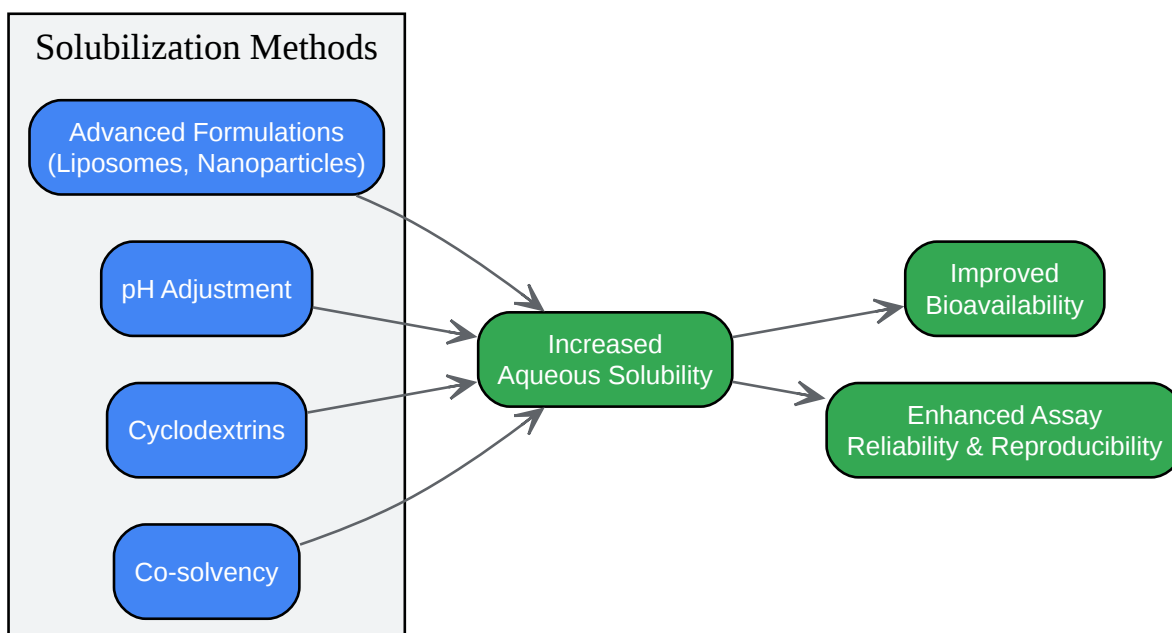 Solubilization Methods
Advanced Formulations
(Liposomes, Nanoparticles)
pH Adjustment
Cyclodextrins
Co-solvency
Increased
Aqueous Solubility
Improved
Bioavailability
Enhanced Assay
Reliability & Reproducibility